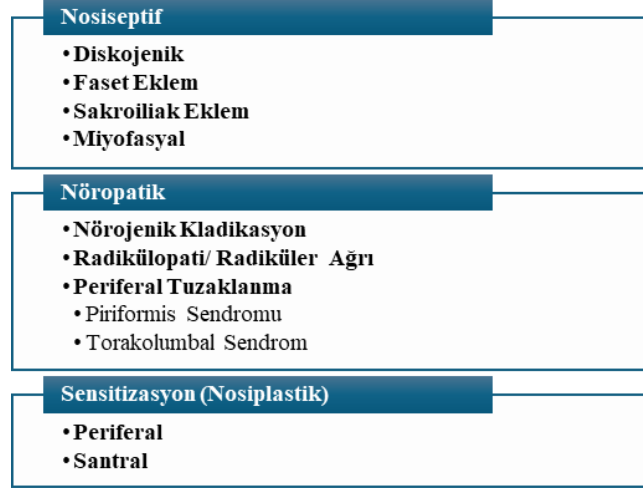 Nosiseptif
• Diskojenik
• Faset Eklem
• Sakroiliak Eklem
• Miyofasyal
Nöropatik
• Nörojenik Kladikasyon
• Radikülopati/ Radiküler Ağrı
• Periferal Tuzaklanma
• Piriformis Sendromu
• Torakolumbal Sendrom
Sensitizasyon (Nosiplastik)
• Periferal
• Santral